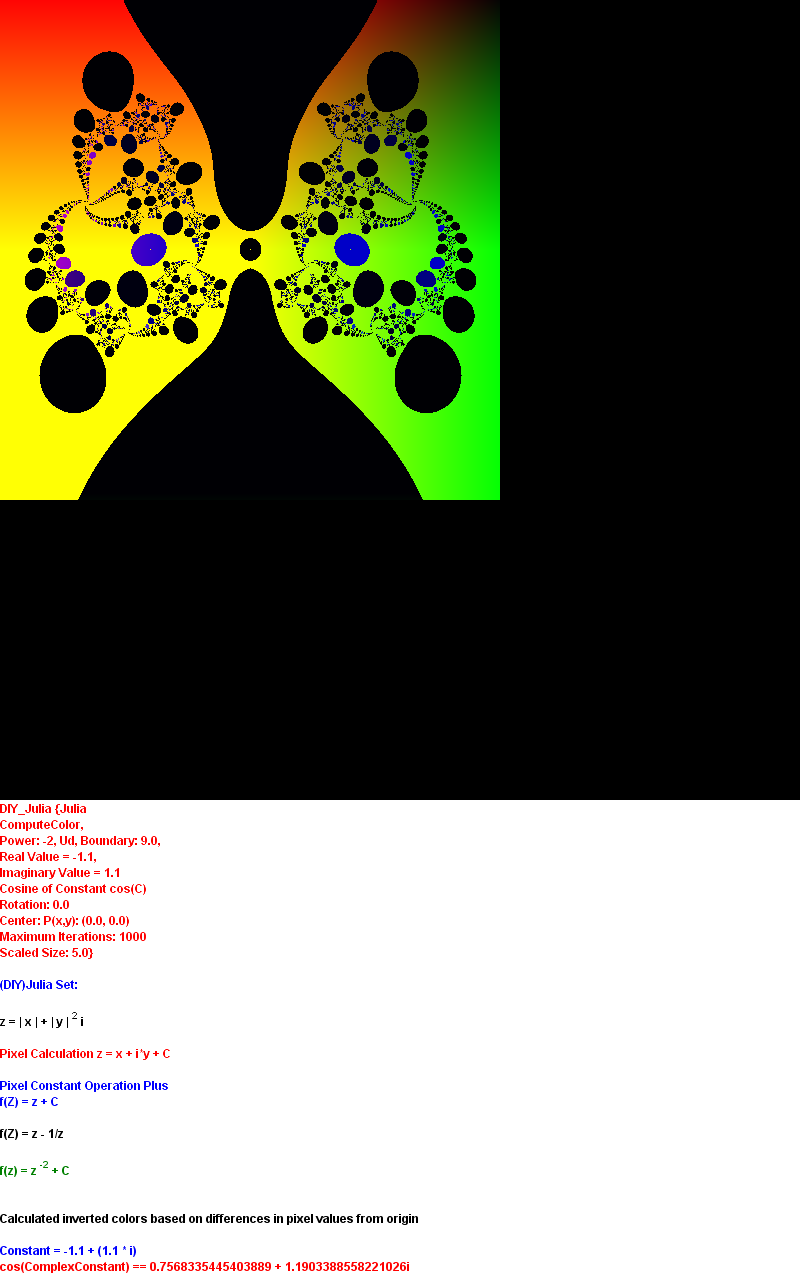 DIY_Julia {Julia
ComputeColor,
Power: -2, Ud, Boundary: 9.0,
Real Value = -1.1,
Imaginary Value = 1.1
Cosine of Constant cos(C)
Rotation: 0.0
Center: P(x,y): (0.0, 0.0)
Maximum Iterations: 1000
Scaled Size: 5.0}
(DIY)Julia Set:
z = | x | + | y | 2 i
Pixel Calculation z = x + i*y + C
Pixel Constant Operation Plus
f(Z) = z + C
f(Z) = z - 1/z
f(z) = z -2 + C
Calculated inverted colors based on differences in pixel values from origin
Constant = -1.1 + (1.1 * i)
cos(ComplexConstant) == 0.7568335445403889 + 1.1903388558221026i